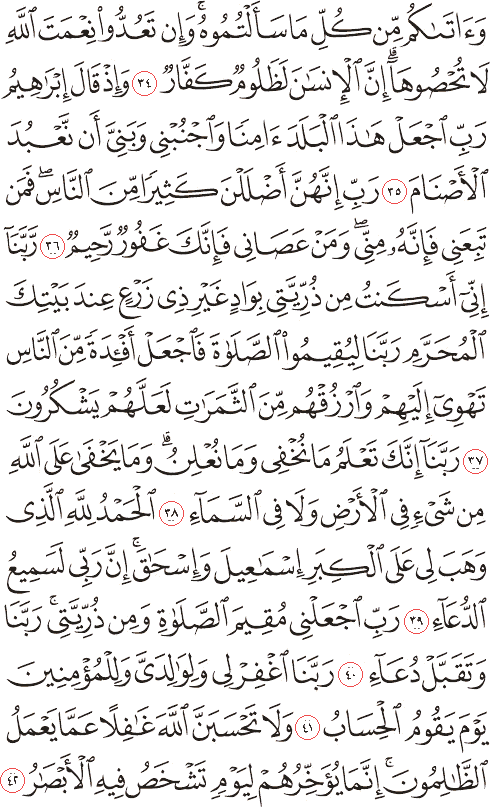 وَءَاتَىٰكُم مِّن كُلِّ مَا سَأَلْتُمُوهُ ۚ وَإِن تَعُدُّوا۟ نِعْمَتَ ٱللَّهِ
لَا تُحْصُوهَآ ۗ إِنَّ ٱلْإِنسَٰنَ لَظَلُومٌ كَفَّارٌ ٣٤ وَإِذْ قَالَ إِبْرَٰهِيمُ
رَبِّ ٱجْعَلْ هَٰذَا ٱلْبَلَدَ ءَامِنًا وَٱجْنُبْنِى وَبَنِىَّ أَن نَّعْبُدَ
ٱلْأَصْنَامَ ٣٥ رَبِّ إِنَّهُنَّ أَضْلَلْنَ كَثِيرًا مِّنَ ٱلنَّاسِ ۖ فَمَن
تَبِعَنِى فَإِنَّهُۥ مِنِّى ۖ وَمَنْ عَصَانِى فَإِنَّكَ غَفُورٌ رَّحِيمٌ ٣٦ رَّبَّنَآ
إِنِّىٓ أَسْكَنتُ مِن ذُرِّيَّتِى بِوَادٍ غَيْرِ ذِى زَرْعٍ عِندَ بَيْتِكَ
ٱلْمُحَرَّمِ رَبَّنَا لِيُقِيمُوا۟ ٱلصَّلَوٰةَ فَٱجْعَلْ أَفْـِٔدَةً مِّنَ ٱلنَّاسِ
تَهْوِىٓ إِلَيْهِمْ وَٱرْزُقْهُم مِّنَ ٱلثَّمَرَٰتِ لَعَلَّهُمْ يَشْكُرُونَ
٣٧ رَبَّنَآ إِنَّكَ تَعْلَمُ مَا نُخْفِى وَمَا نُعْلِنُ ۗ وَمَا يَخْفَىٰ عَلَى ٱللَّهِ
مِن شَىْءٍ فِى ٱلْأَرْضِ وَلَا فِى ٱلسَّمَآءِ ٣٨ ٱلْحَمْدُ لِلَّهِ ٱلَّذِى
وَهَبَ لِى عَلَى ٱلْكِبَرِ إِسْمَٰعِيلَ وَإِسْحَٰقَ ۚ إِنَّ رَبِّى لَسَمِيعُ
ٱلدُّعَآءِ ٣٩ رَبِّ ٱجْعَلْنِى مُقِيمَ ٱلصَّلَوٰةِ وَمِن ذُرِّيَّتِى ۚ رَبَّنَا
وَتَقَبَّلْ دُعَآءِ ٤٠ رَبَّنَا ٱغْفِرْ لِى وَلِوَٰلِدَىَّ وَلِلْمُؤْمِنِينَ
يَوْمَ يَقُومُ ٱلْحِسَابُ ٤١ وَلَا تَحْسَبَنَّ ٱللَّهَ غَٰفِلًا عَمَّا يَعْمَلُ
ٱلظَّٰلِمُونَ ۚ إِنَّمَا يُؤَخِّرُهُمْ لِيَوْمٍ تَشْخَصُ فِيهِ ٱلْأَبْصَٰرُ ٤٢